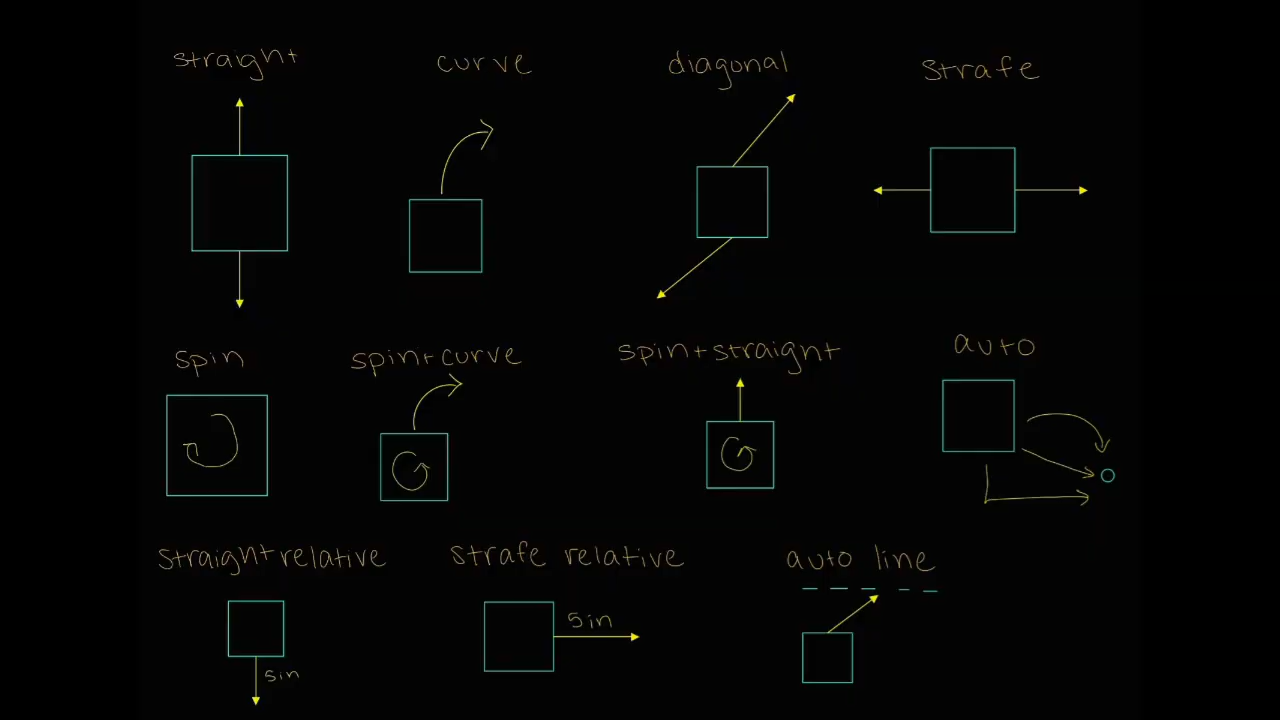 straight
curve
diagonal
strafe
spin
spin+curve
spin+straight
auto
straight relative
5in
strafe relative
5in
auto line